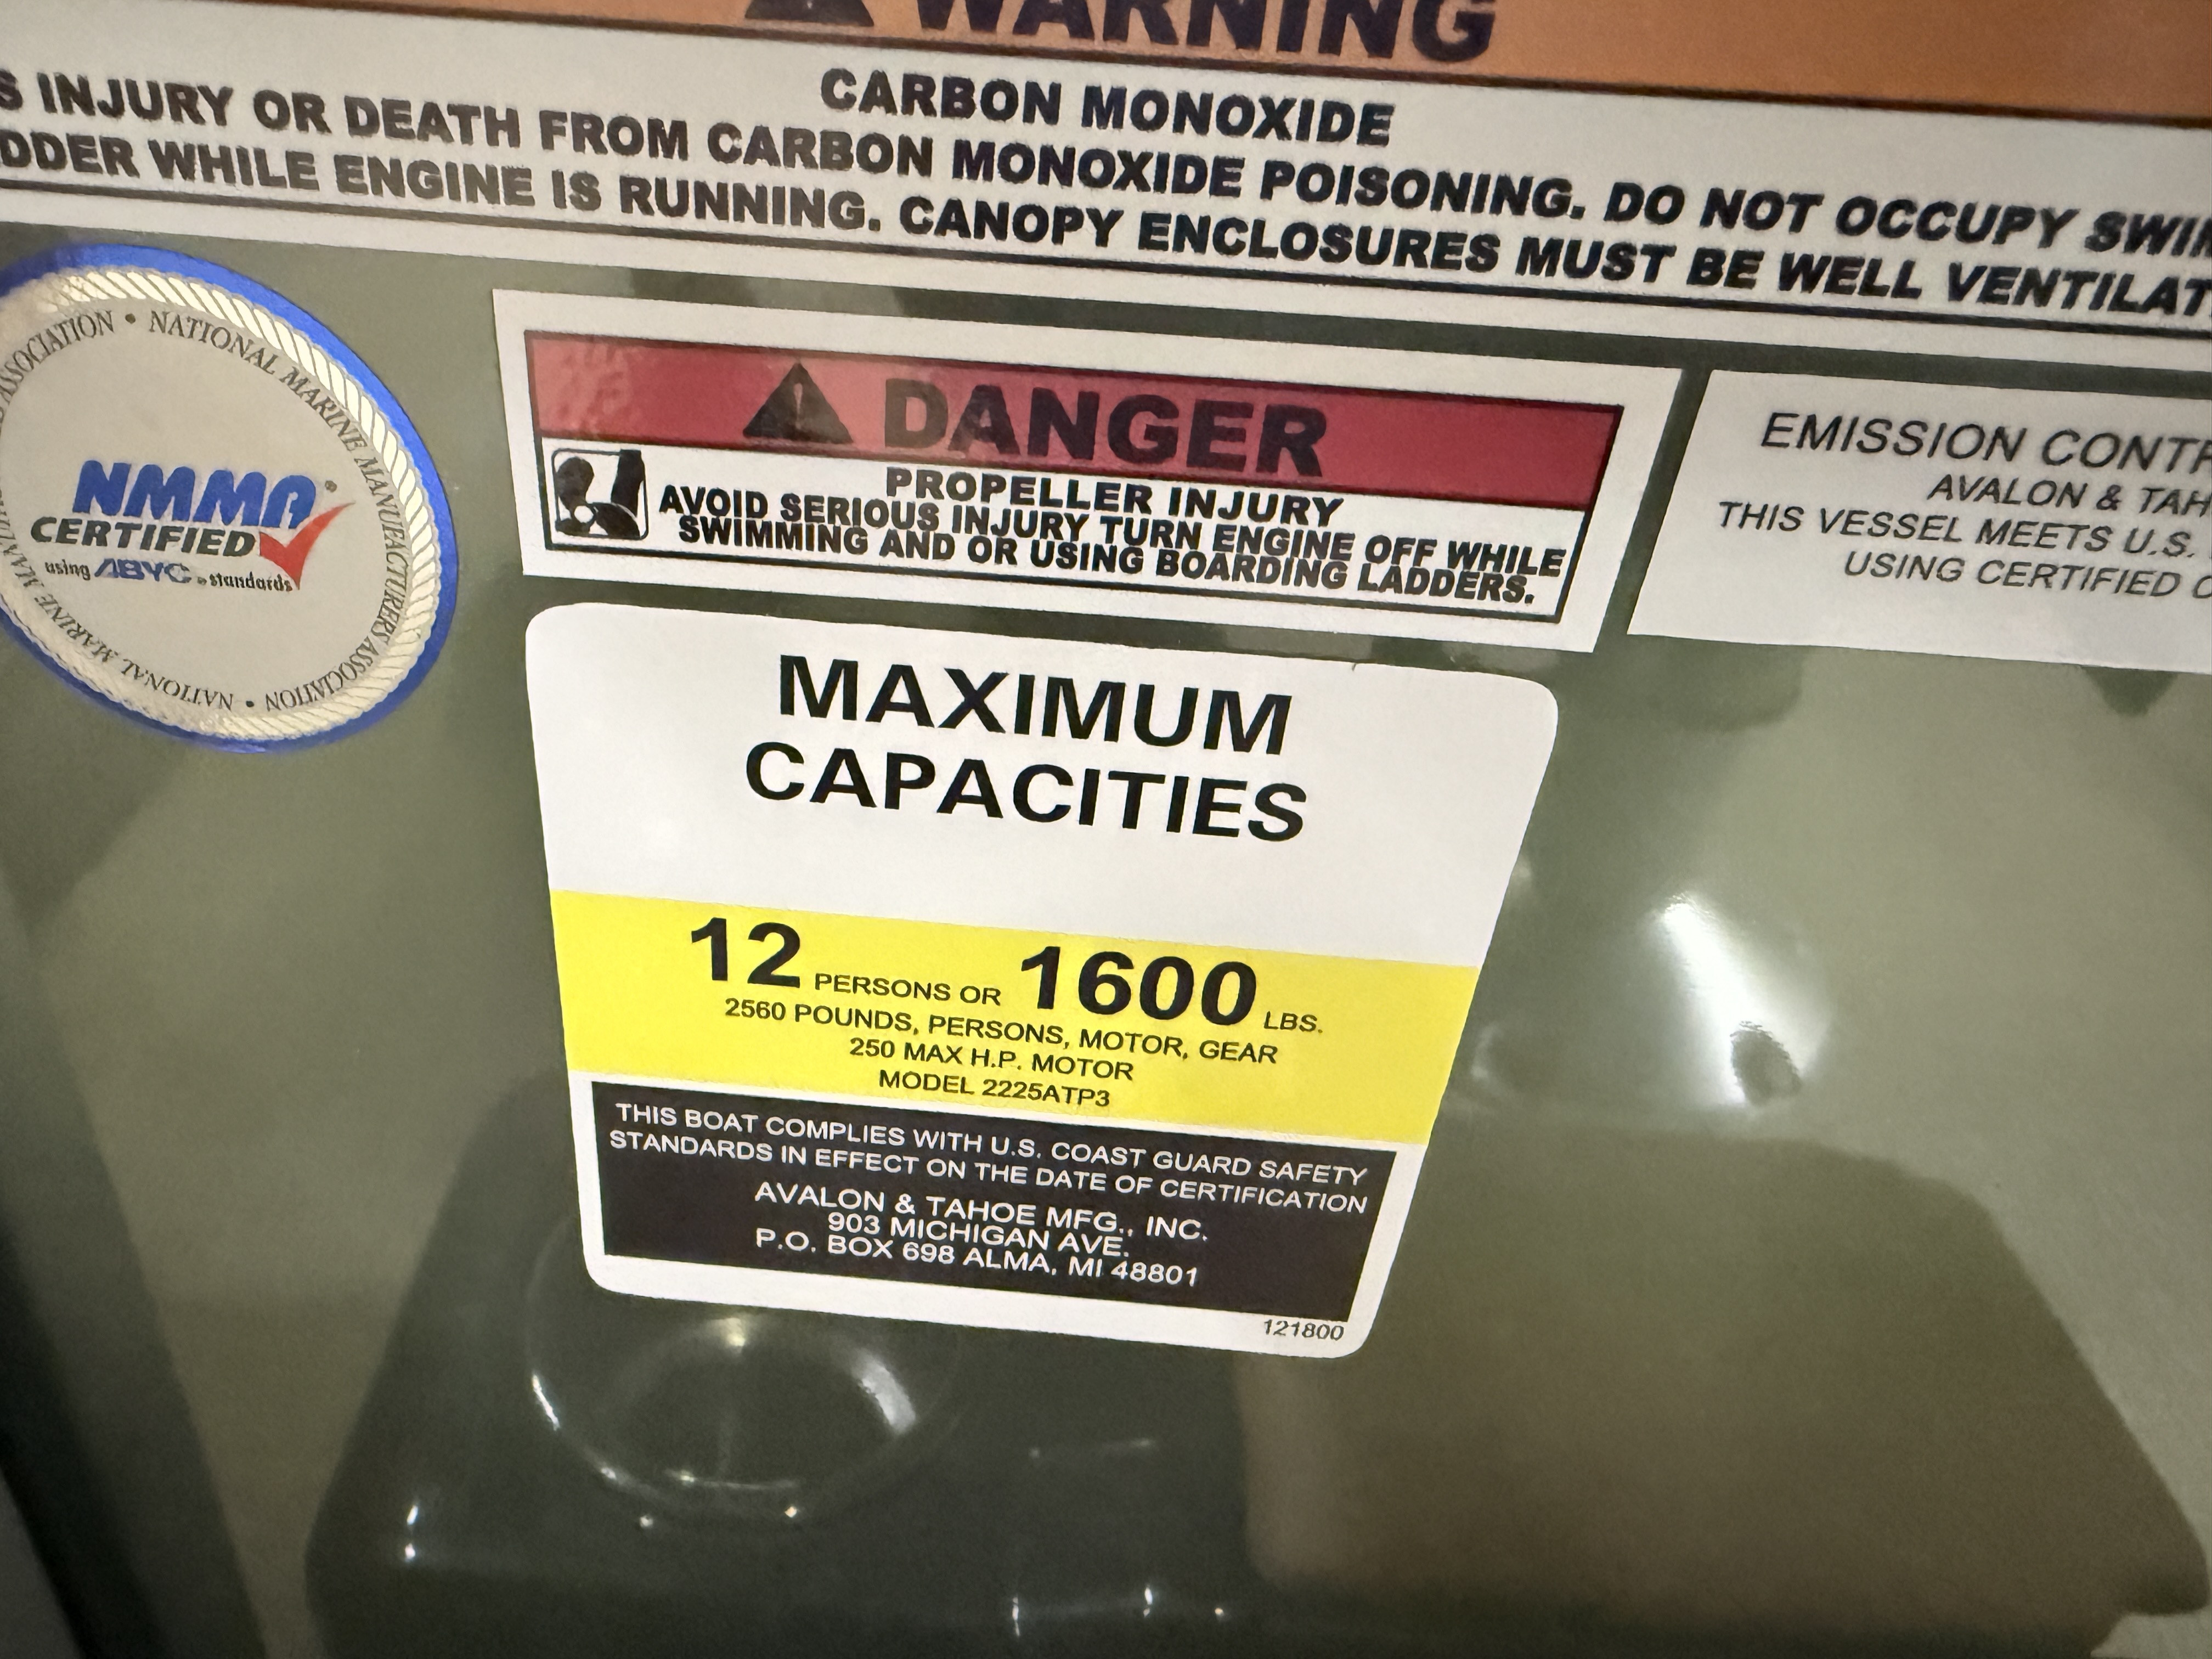 WARNING
CARBON MONOXIDE
INJURY OR DEATH FROM CARBON MONOXIDE POISONING. DO NOT OCCUPY
WHILE ENGINE IS RUNNING. CANOPY ENCLOSURES MUST BE WELL
ASSOCIATION • NATIONAL MARINE MANUFACTURERS ASSOCIATION • NATIONAL MARINE
NMMA®
CERTIFIED
using ABYC® standards
DANGER
PROPELLER INJURY
AVOID SERIOUS INJURY TURN ENGINE OFF WHILE
SWIMMING AND OR USING BOARDING LADDERS.
EMISSION
AVALON &
THIS VESSEL MEETS U.S.
USING CERTIFIED
MAXIMUM
CAPACITIES
12 PERSONS OR 1600 LBS.
2560 POUNDS, PERSONS, MOTOR, GEAR
250 MAX H.P. MOTOR
MODEL 2225ATP3
THIS BOAT COMPLIES WITH U.S. COAST GUARD SAFETY
STANDARDS IN EFFECT ON THE DATE OF CERTIFICATION
AVALON & TAHOE MFG., INC.
903 MICHIGAN AVE.
P.O. BOX 698 ALMA, MI 48801
121800